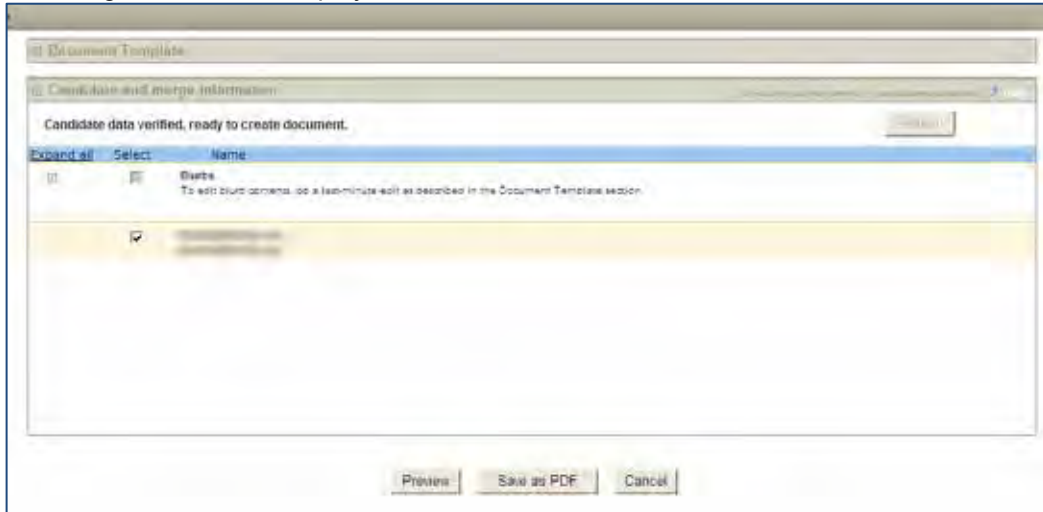 Document Template
Candidate and merge information
Candidate data verified, ready to create document.
Expand all Select Name
Blurbs
To edit blurb contents, do a last-minute edit as described in the Document Template section
Preview Save as PDF Cancel